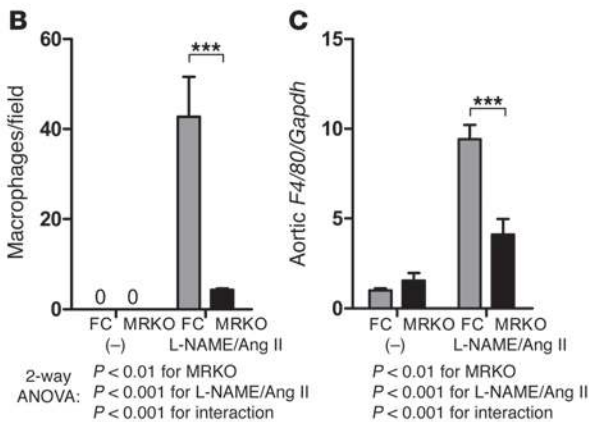 B
60
40
20
0
Macrophages/field
***
0 0
FC MRKO FC MRKO
(–) L-NAME/Ang II
2-way ANOVA:
P < 0.01 for MRKO
P < 0.001 for L-NAME/Ang II
P < 0.001 for interaction
C
15
10
5
0
Aortic F4/80/Gapdh
***
FC MRKO FC MRKO
(–) L-NAME/Ang II
P < 0.01 for MRKO
P < 0.001 for L-NAME/Ang II
P < 0.001 for interaction